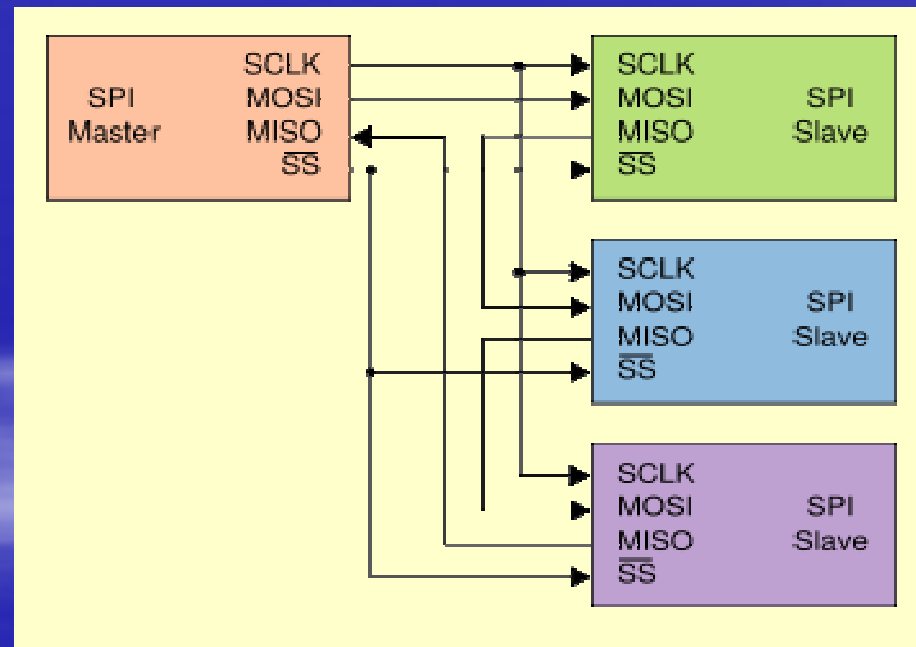 SCLK
SPI MOSI
Master MISO
SS
SCLK
MOSI SPI
MISO Slave
SS
SCLK
MOSI SPI
MISO Slave
SS
SCLK
MOSI SPI
MISO Slave
SS